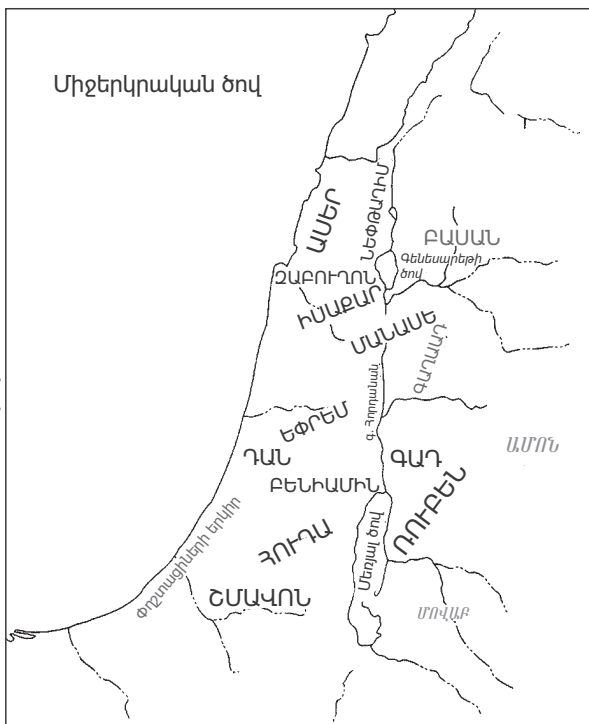 Միջերկրական ծով
ԱՍԵՐ
ՆԵՓԹԱՂԻՄ
ԲԱՍԱՆ
Գենեսարեթի
ծով
ԶԱԲՈՒՂՈՆ
ԻՍԱՔԱՐ
ՄԱՆԱՍԵ
ԳԱՂԱԱԴ
գ. Հորդանան
ԵՓՐԵՄ
ԴԱՆ
ԳԱԴ
ԱՄՈՆ
ԲԵՆԻԱՄԻՆ
ՌՈՒԲԵՆ
Փղշտացիների երկիր
ՀՈՒԴԱ
Մեռյալ ծով
ՇՄԱՎՈՆ
ՄՈՎԱԲ